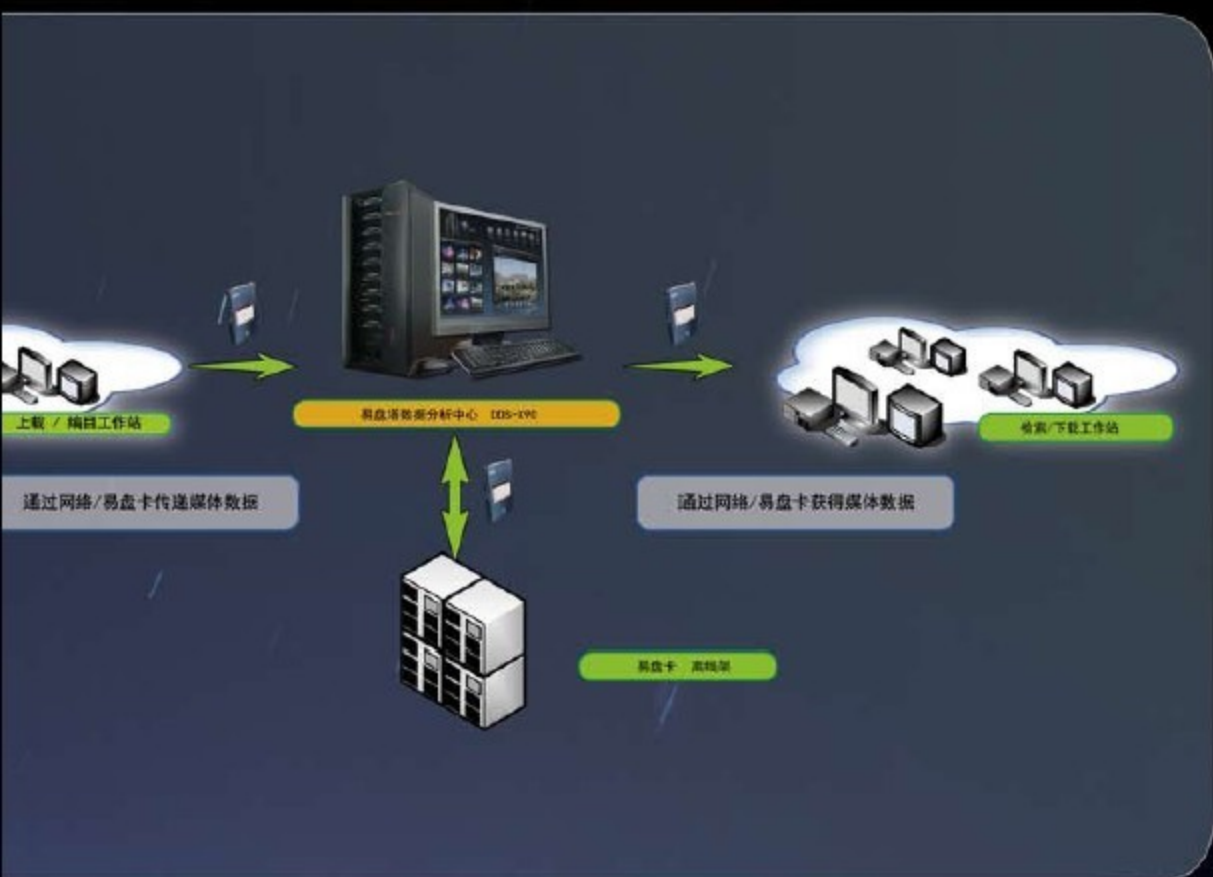 上载 / 编目工作站
易盘塔数据分析中心 DDS-X90
检索/下载工作站
通过网络/易盘卡传递媒体数据
通过网络/易盘卡获得媒体数据
易盘卡 离线架